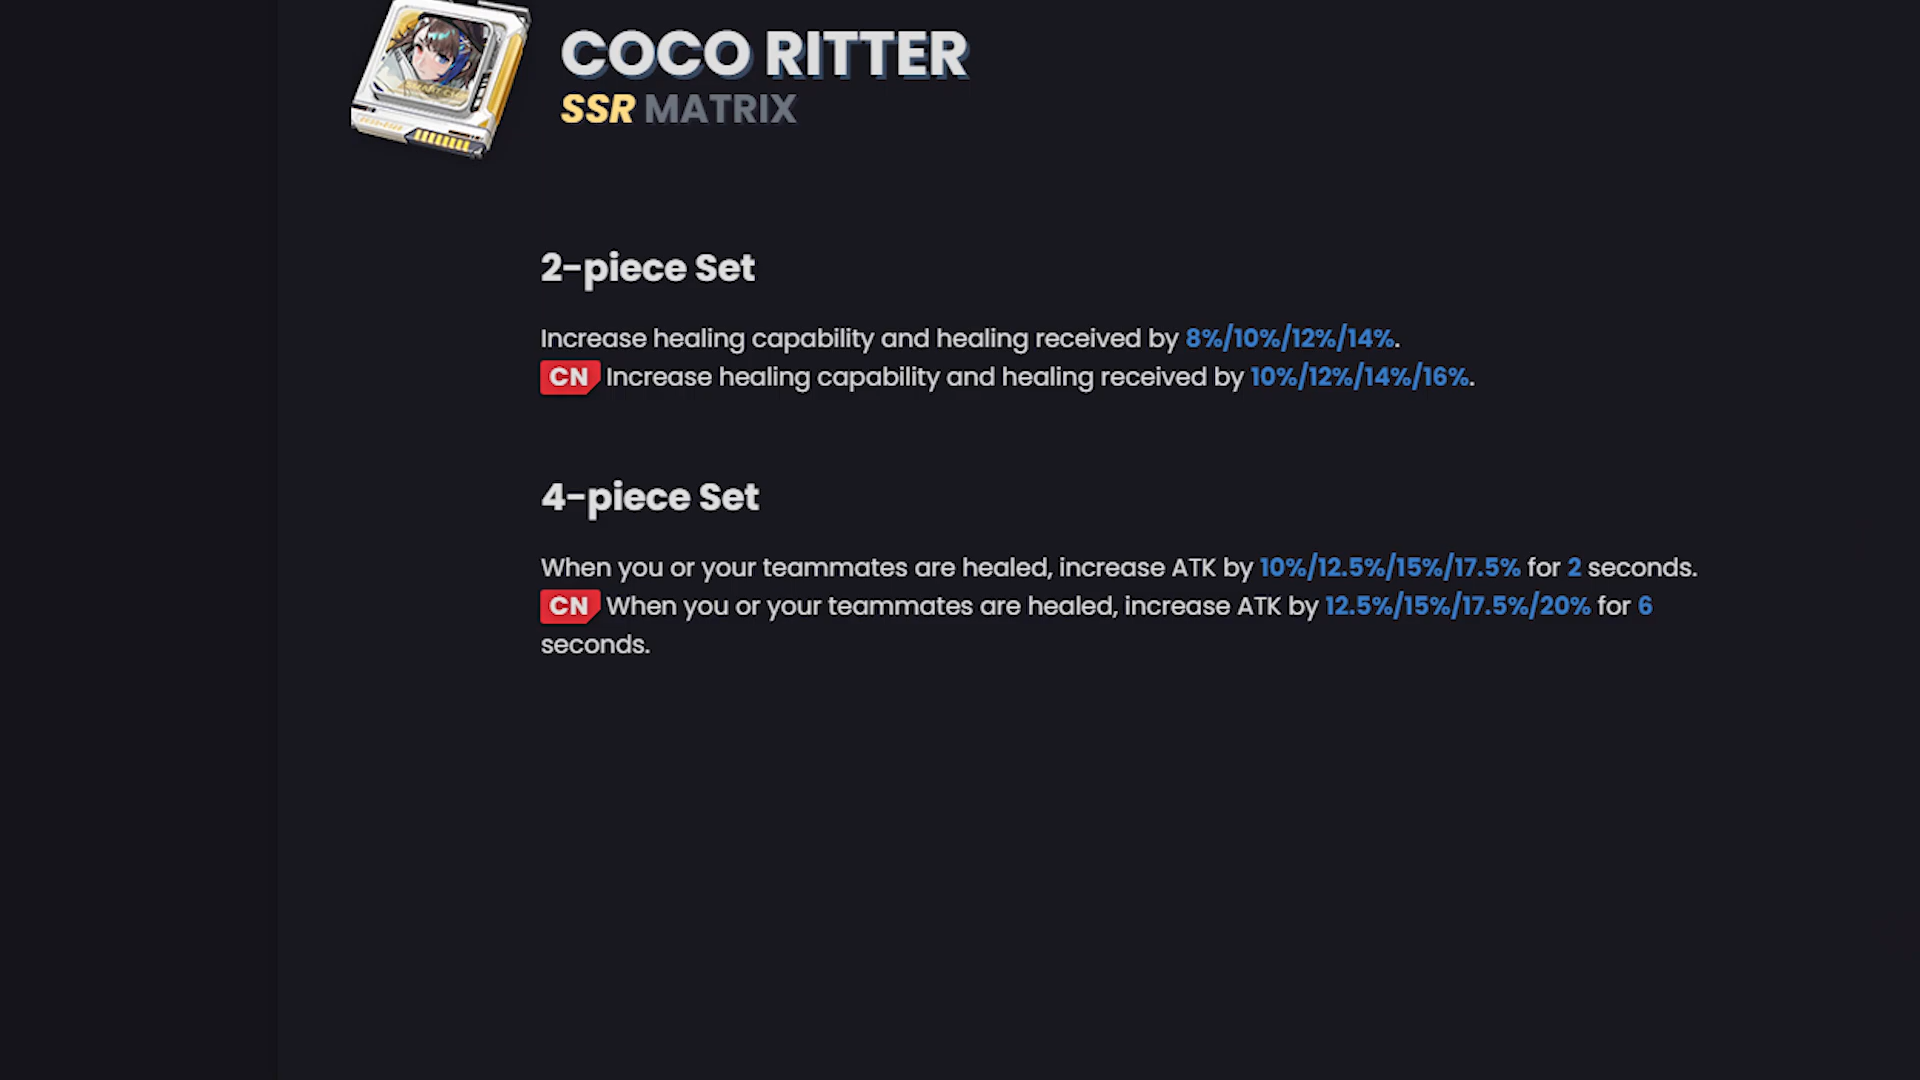 COCO RITTER
SSR MATRIX
2-piece Set
Increase healing capability and healing received by 8%/10%/12%/14%.
CN Increase healing capability and healing received by 10%/12%/14%/16%.
4-piece Set
When you or your teammates are healed, increase ATK by 10%/12.5%/15%/17.5% for 2 seconds.
CN When you or your teammates are healed, increase ATK by 12.5%/15%/17.5%/20% for 6
seconds.